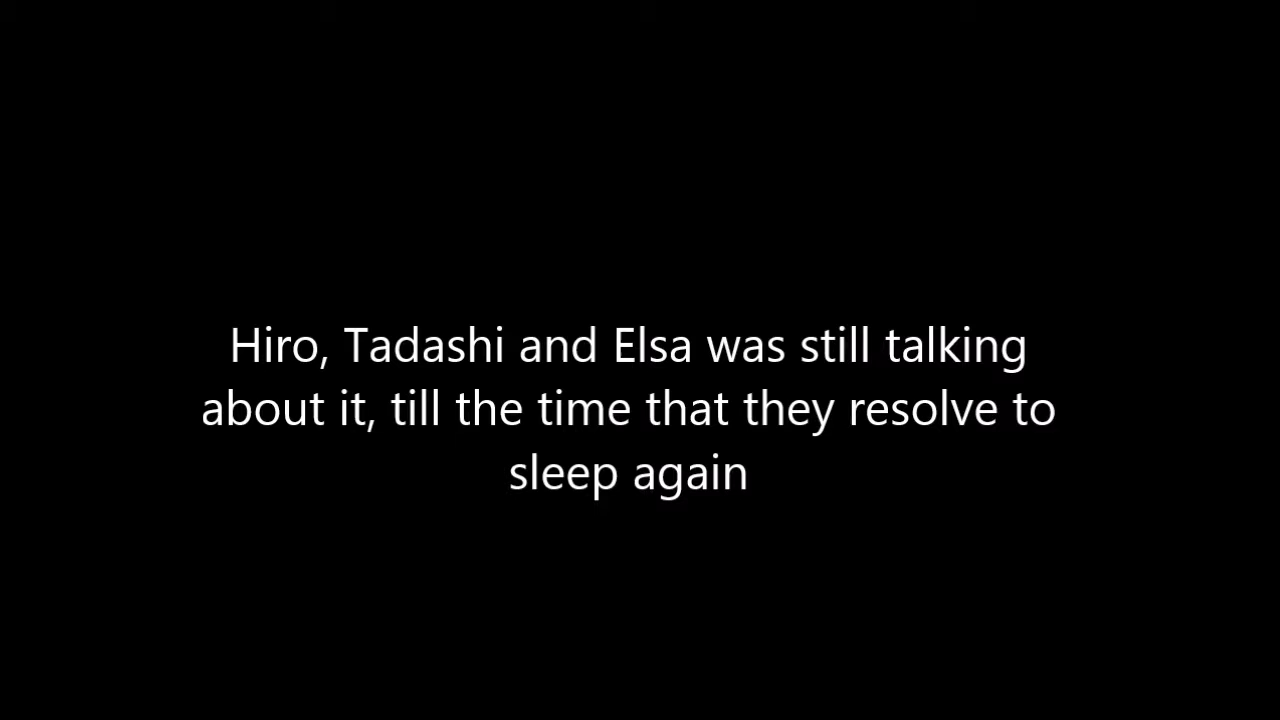 Hiro, Tadashi and Elsa was still talking
about it, till the time that they resolve to
sleep again